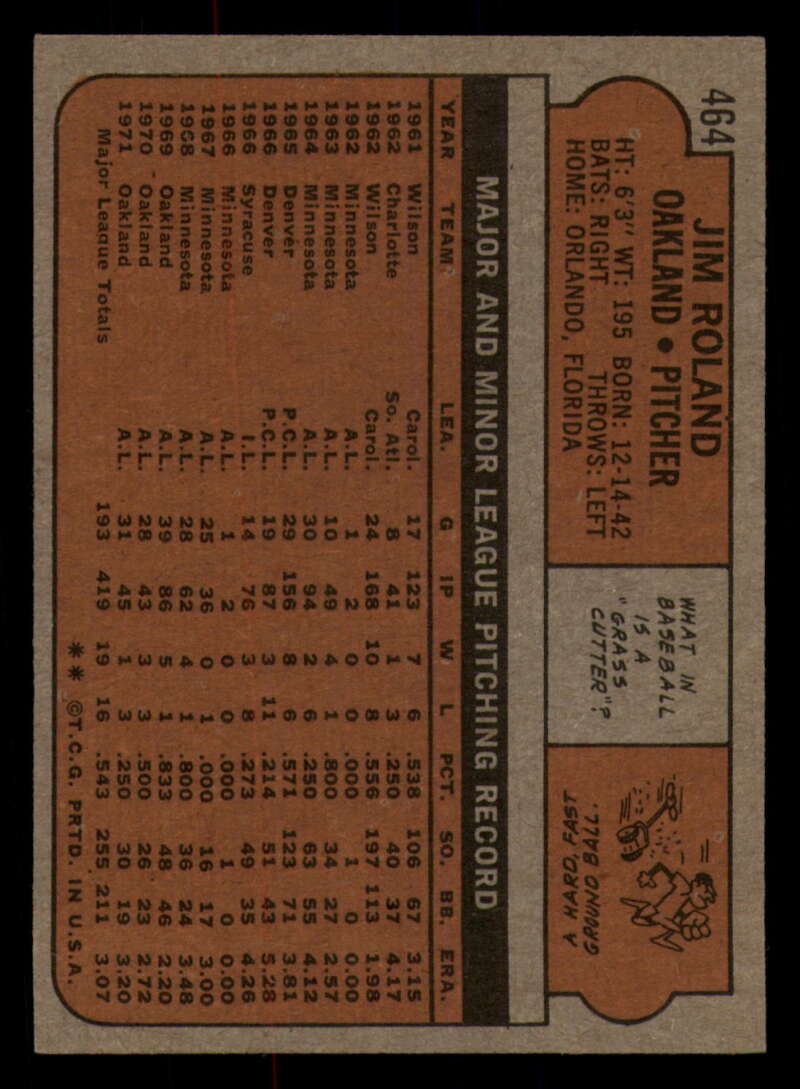 464
JIM ROLAND
OAKLAND • PITCHER
HT: 6'3" WT: 195 BORN: 12-14-42
BATS: RIGHT THROWS: LEFT
HOME: ORLANDO, FLORIDA
WHAT IN
BASEBALL
IS A
"GRASS
CUTTER"?
A HARD, FAST
GROUND BALL.
MAJOR AND MINOR LEAGUE PITCHING RECORD
YEAR TEAM LEA. G IP W L PCT. SO. BB. ERA.
1961 Wilson Carol. 17 123 7 6 .538 106 67 3.15
1962 Charlotte So. Atl. 8 41 1 3 .250 40 37 4.17
1962 Wilson Carol. 24 168 10 8 .556 197 113 1.98
1962 Minnesota A.L. 1 2 0 0 .000 1 0 0.00
1963 Minnesota A.L. 10 49 4 1 .800 34 27 2.57
1964 Minnesota A.L. 30 94 2 6 .250 63 55 4.12
1965 Denver P.C.L. 29 156 8 6 .571 123 71 3.81
1966 Denver P.C.L. 19 87 3 11 .214 51 43 5.28
1966 Syracuse I.L. 14 76 3 8 .273 49 35 4.26
1966 Minnesota A.L. 1 2 0 0 .000 1 0 0.00
1967 Minnesota A.L. 25 36 0 1 .000 16 17 3.00
1968 Minnesota A.L. 28 62 4 1 .800 36 24 3.48
1969 Oakland A.L. 39 86 5 1 .833 48 46 2.20
1970 Oakland A.L. 28 43 3 3 .500 26 23 2.72
1971 Oakland A.L. 31 45 1 3 .250 30 19 3.20
Major League Totals 193 419 19 16 .543 255 211 3.07
** ©T.C.G. PRTD. IN U.S.A.